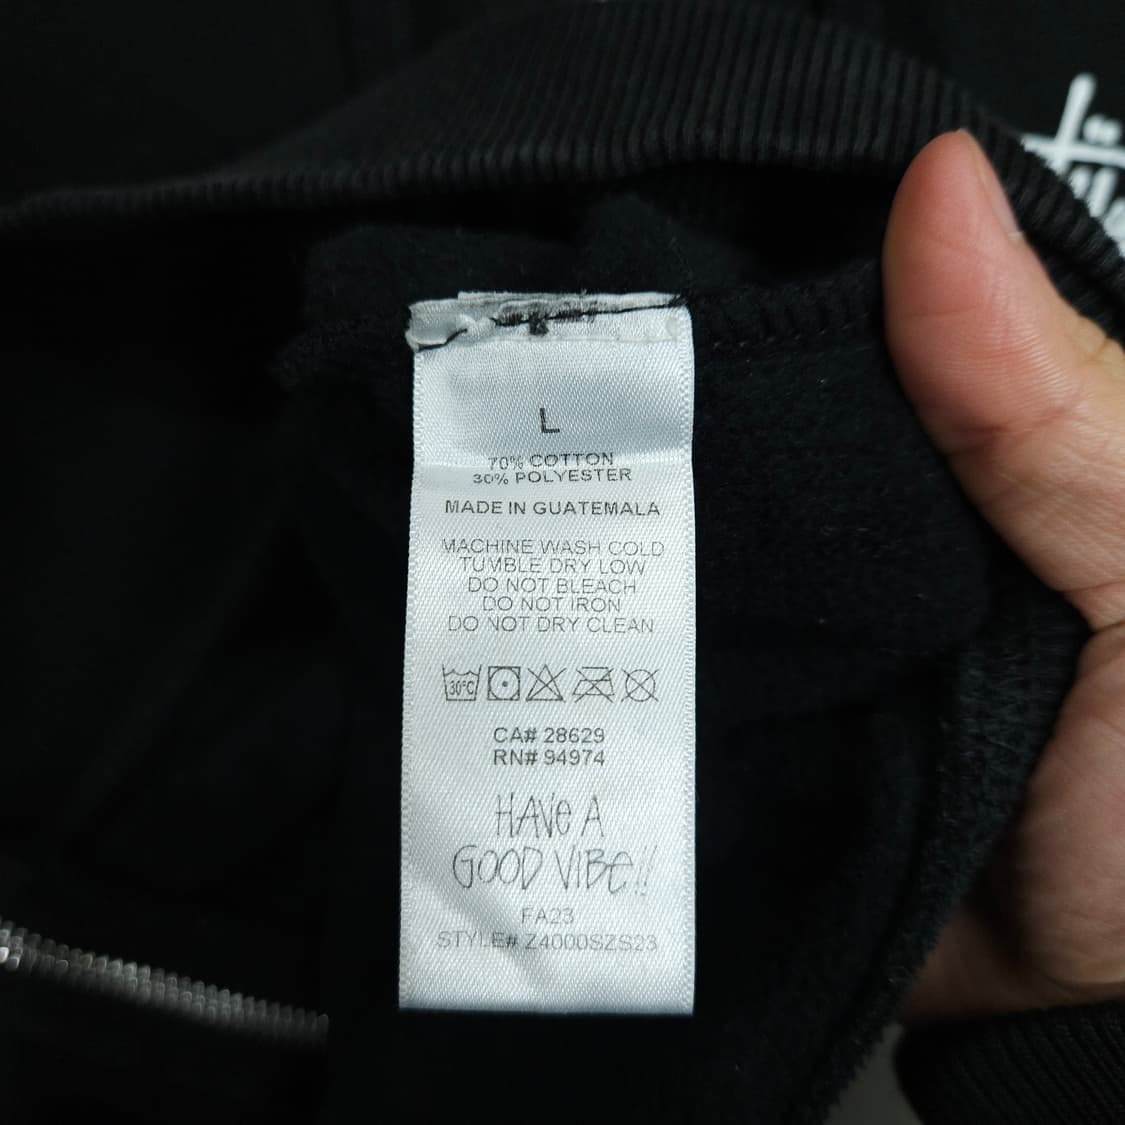 L
70% COTTON
30% POLYESTER
MADE IN GUATEMALA
MACHINE WASH COLD
TUMBLE DRY LOW
DO NOT BLEACH
DO NOT IRON
DO NOT DRY CLEAN
30°C
CA# 28629
RN# 94974
HAVE A
GOOD VIBE!!
FA23
STYLE# Z4000SZS23